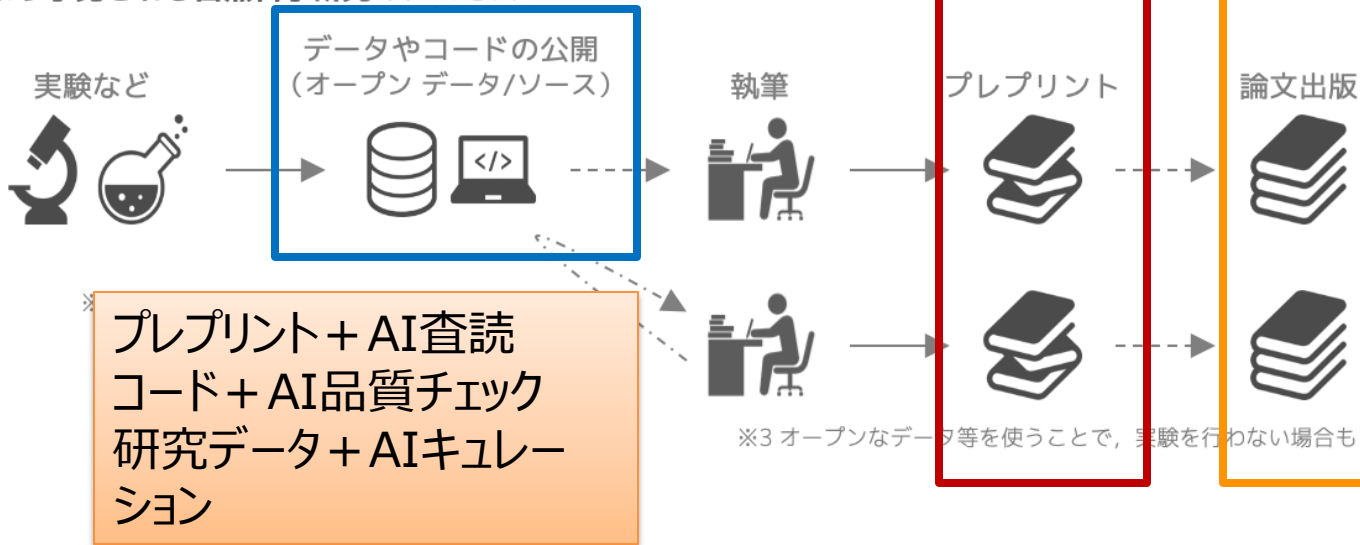 データやコードの公開
(オープン データ/ソース)
実験など
執筆
プレプリント
論文出版
</>
プレプリント+AI査読
コード+AI品質チェック
研究データ+AIキュレー
ション
※
※3 オープンなデータ等を使うことで，実験を行わない場合も